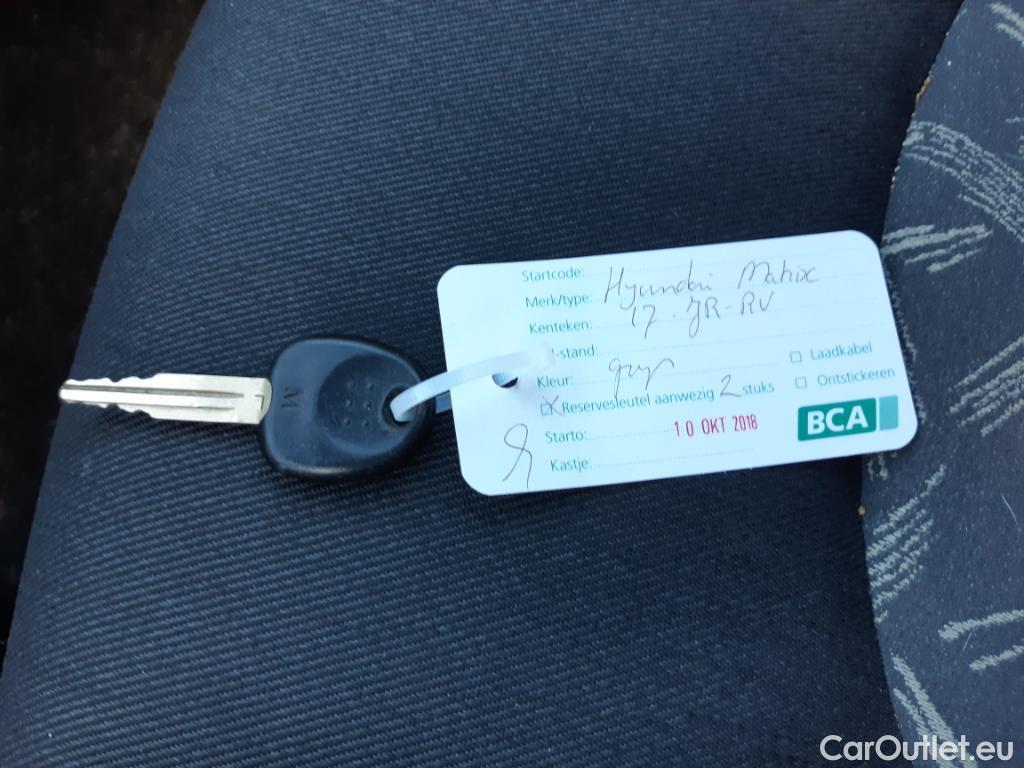 Startcode:
Merk/type: Hyundai Matrix
Kenteken: 17-JR-RV
-stand:
Kleur: grijs
Laadkabel
X Reservesleutel aanwezig 2 stuks
Ontstickeren
Starto: 10 OKT 2018
BCA
Kastje:
CarOutlet.eu